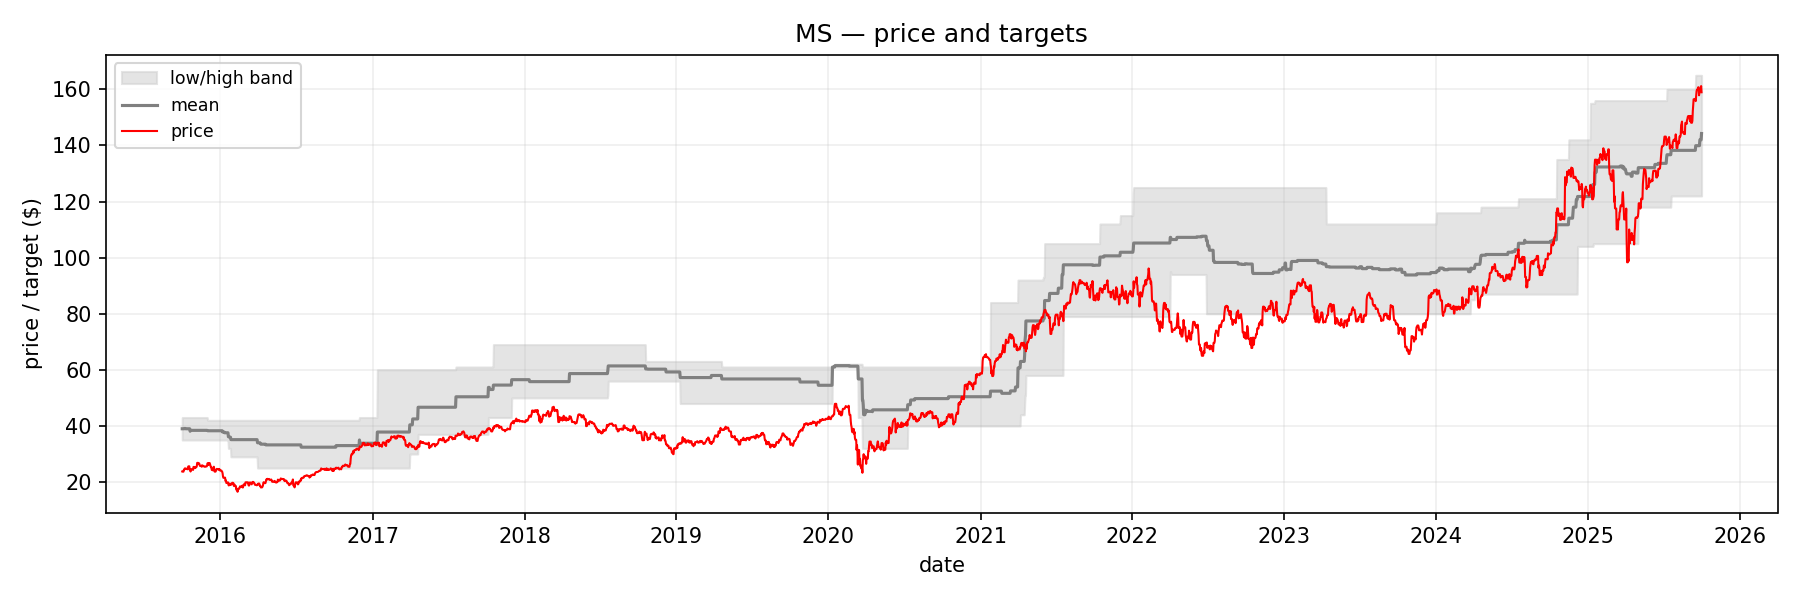 MS — price and targets
low/high band
mean
price
price / target ($)
160
140
120
100
80
60
40
20
2016 2017 2018 2019 2020 2021 2022 2023 2024 2025 2026
date